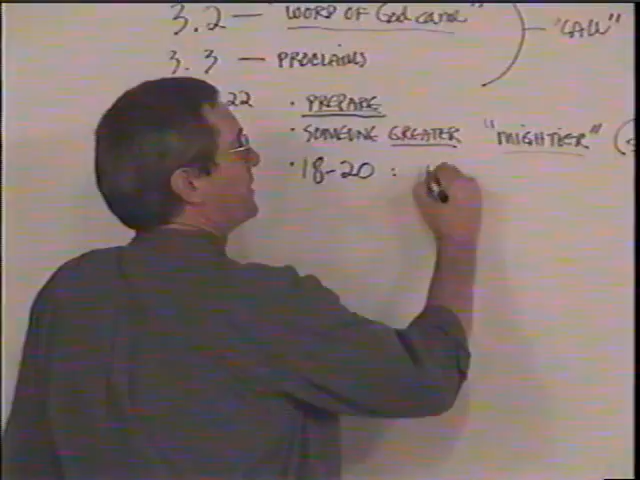 3.2 — "WORD OF God came"
"CALL"
3.3 — PROCLAIMS
22 • PREPARE
• SOMEONE GREATER "MIGHTIER" (
• 18-20 :